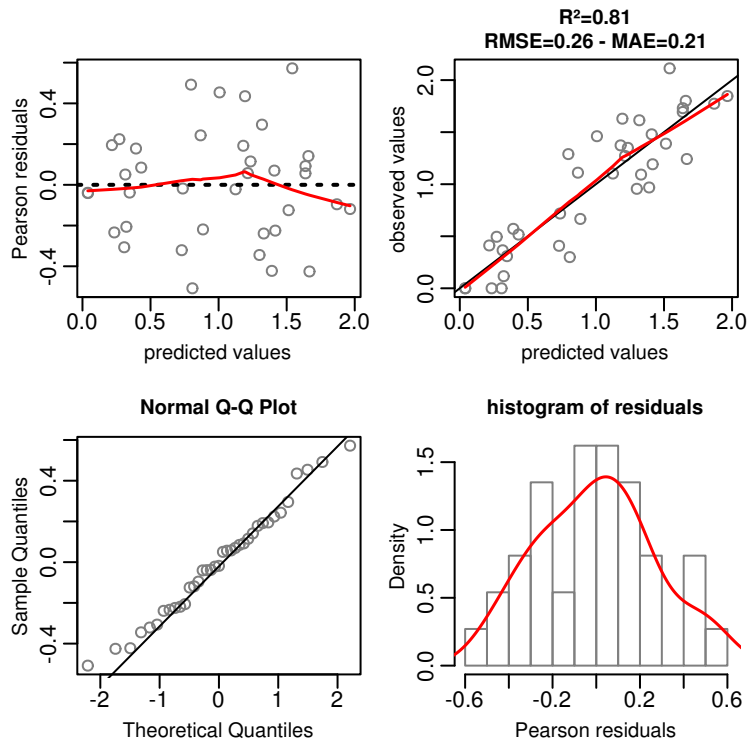 R²=0.81
RMSE=0.26 - MAE=0.21
Pearson residuals
-0.4
0.0
0.4
0.0 0.5 1.0 1.5 2.0
predicted values
observed values
0.0
1.0
2.0
0.0 0.5 1.0 1.5 2.0
predicted values
Normal Q-Q Plot
Sample Quantiles
-0.4
0.0
0.4
-2 -1 0 1 2
Theoretical Quantiles
histogram of residuals
Density
0.0
0.5
1.0
1.5
-0.6 -0.2 0.2 0.6
Pearson residuals